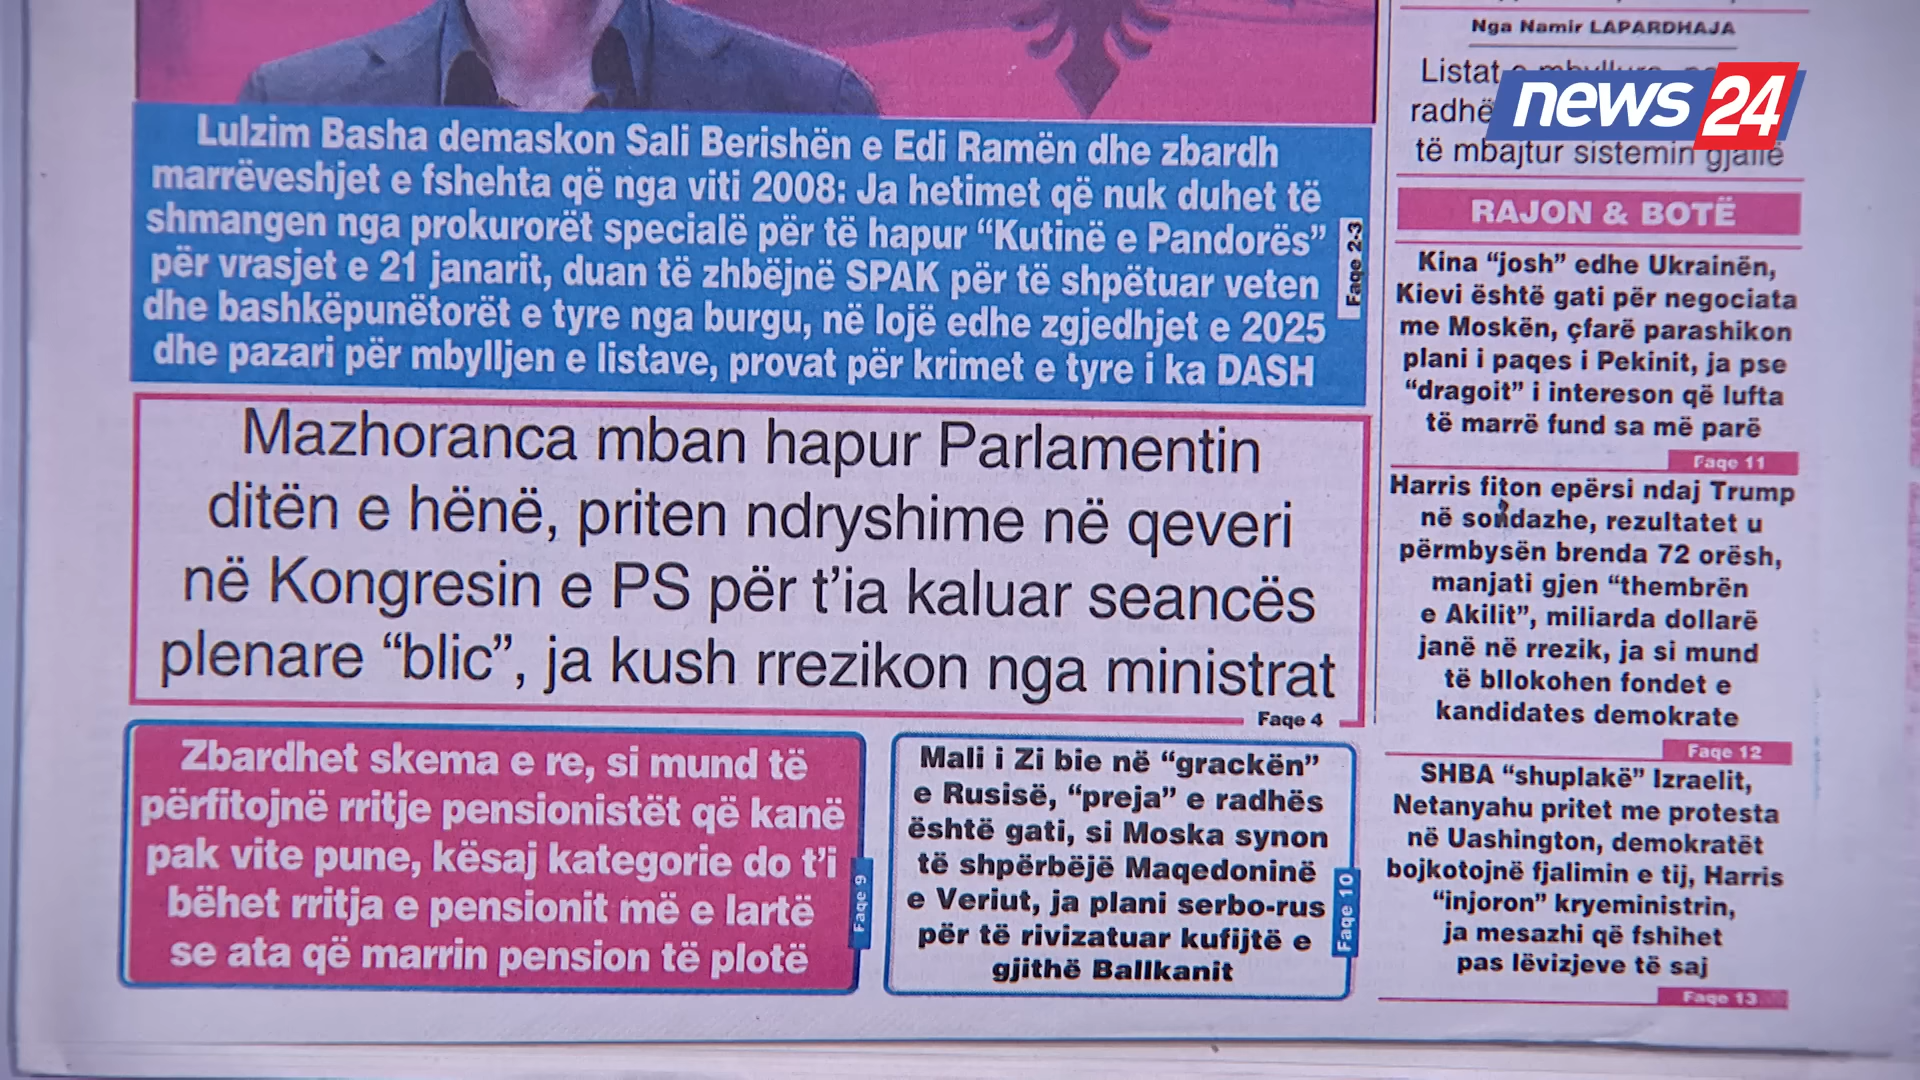 Lulzim Basha demaskon Sali Berishën e Edi Ramën dhe zbardh
marrëveshjet e fshehta që nga viti 2008: Ja hetimet që nuk duhet të
shmangen nga prokurorët specialë për të hapur “Kutinë e Pandorës”
për vrasjet e 21 janarit, duan të zhbëjnë SPAK për të shpëtuar veten
dhe bashkëpunëtorët e tyre nga burgu, në lojë edhe zgjedhjet e 2025
dhe pazari për mbylljen e listave, provat për krimet e tyre i ka DASH
Faqe 2-3
Mazhoranca mban hapur Parlamentin
ditën e hënë, priten ndryshime në qeveri
në Kongresin e PS për t’ia kaluar seancës
plenare “blic”, ja kush rrezikon nga ministrat
Faqe 4
Zbardhet skema e re, si mund të
përfitojnë rritje pensionistët që kanë
pak vite pune, kësaj kategorie do t’i
bëhet rritja e pensionit më e lartë
se ata që marrin pension të plotë
Faqe 9
Mali i Zi bie në “grackën”
e Rusisë, “preja” e radhës
është gati, si Moska synon
të shpërbëjë Maqedoninë
e Veriut, ja plani serbo-rus
për të rivizatuar kufijtë e
gjithë Ballkanit
Faqe 10
Nga Namir LAPARDHAJA
Listat
radhë
të mbajtur sistemin gjallë
news 24
RAJON & BOTË
Kina “josh” edhe Ukrainën,
Kievi është gati për negociata
me Moskën, çfarë parashikon
plani i paqes i Pekinit, ja pse
“dragoit” i intereson që lufta
të marrë fund sa më parë
Faqe 11
Harris fiton epërsi ndaj Trump
në sondazhe, rezultatet u
përmbysën brenda 72 orësh,
manjati gjen “thembrën
e Akilit”, miliarda dollarë
janë në rrezik, ja si mund
të bllokohen fondet e
kandidates demokrate
Faqe 12
SHBA “shuplakë” Izraelit,
Netanyahu pritet me protesta
në Uashington, demokratët
bojkotojnë fjalimin e tij, Harris
“injoron” kryeministrin,
ja mesazhi që fshihet
pas lëvizjeve të saj
Faqe 13